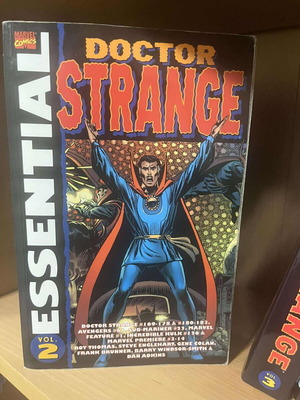 MARVEL
COMICS
ESSENTIAL
VOL.
2
DOCTOR
STRANGE
DOCTOR STRANGE #169-178 & #180-183,
AVENGERS #61, SUB-MARINER #22, MARVEL
FEATURE #1, INCREDIBLE HULK #126 &
MARVEL PREMIERE #3-14
ROY THOMAS, STEVE ENGLEHART, GENE COLAN,
FRANK BRUNNER, BARRY WINDSOR-SMITH &
DAN ADKINS
VOL.
3